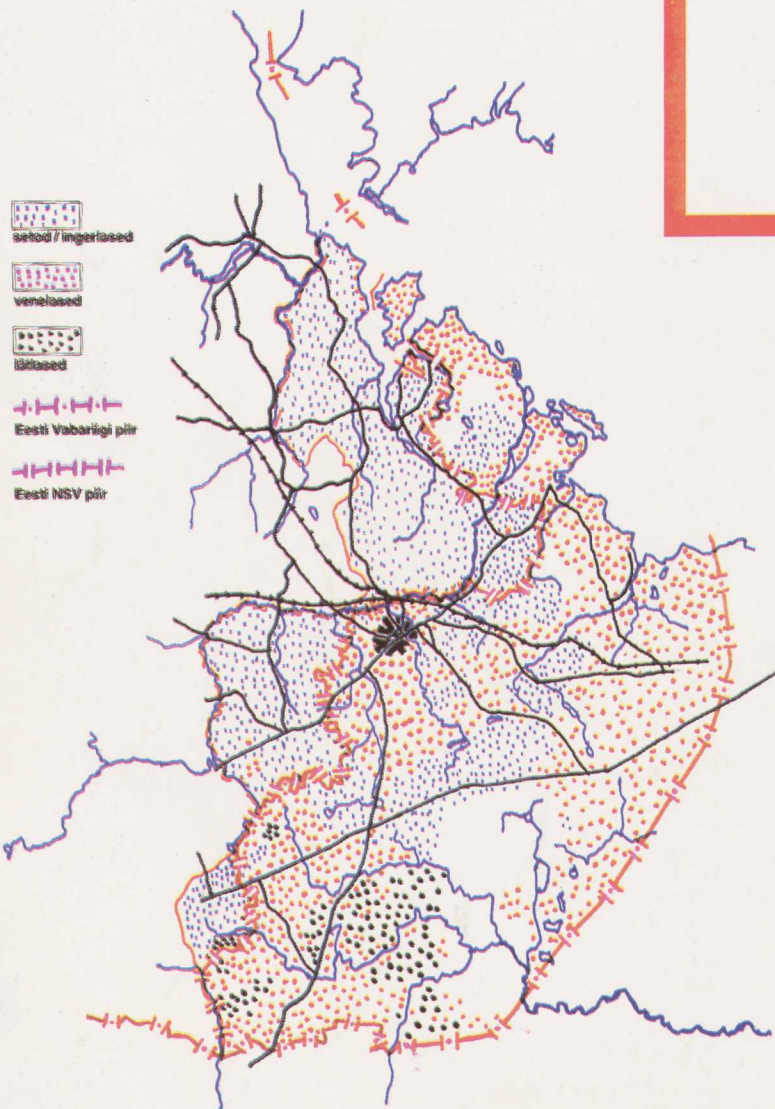 setod / ingerlased
venelased
lätlased
Eesti Vabariigi piir
Eesti NSV piir